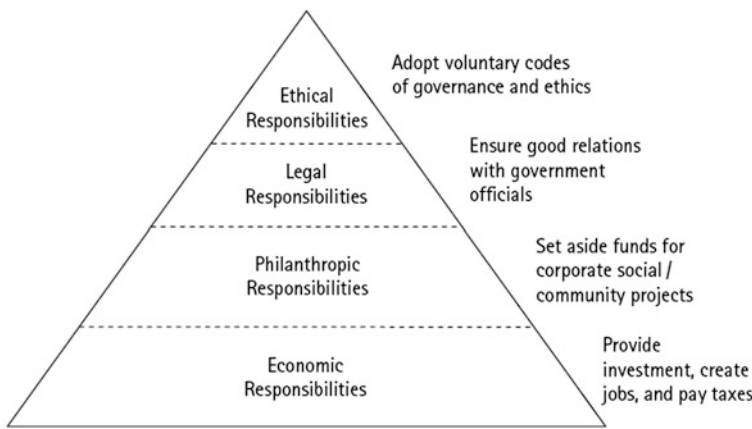 Adopt voluntary codes
of governance and ethics
Ethical
Responsibilities
Ensure good relations
with government
officials
Legal
Responsibilities
Set aside funds for
corporate social /
community projects
Philanthropic
Responsibilities
Provide
investment, create
jobs, and pay taxes
Economic
Responsibilities